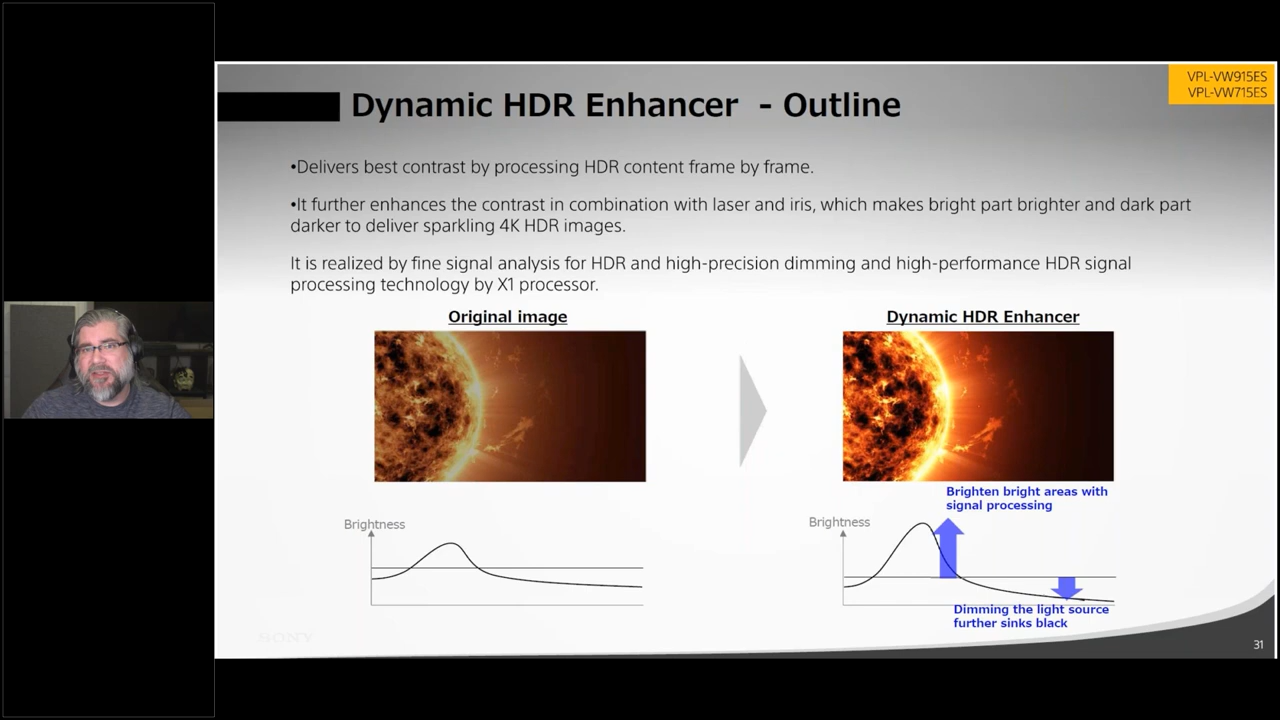 VPL-VW915ES
VPL-VW715ES
Dynamic HDR Enhancer - Outline
•Delivers best contrast by processing HDR content frame by frame.
•It further enhances the contrast in combination with laser and iris, which makes bright part brighter and dark part
darker to deliver sparkling 4K HDR images.
It is realized by fine signal analysis for HDR and high-precision dimming and high-performance HDR signal
processing technology by X1 processor.
Original image
Dynamic HDR Enhancer
Brighten bright areas with
signal processing
Brightness
Brightness
Dimming the light source
further sinks black
SONY
31